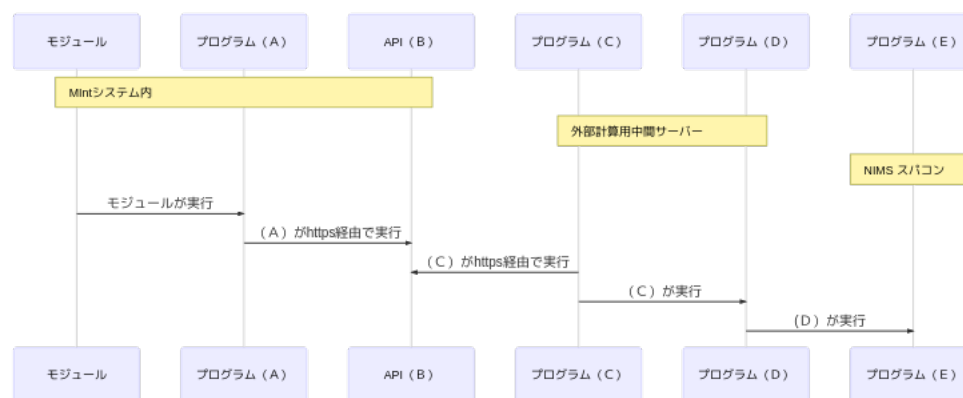 モジュール
プログラム（A）
API（B）
プログラム（C）
プログラム（D）
プログラム（E）
MIntシステム内
外部計算用中間サーバー
NIMS スパコン
モジュールが実行
（A）がhttps経由で実行
（C）がhttps経由で実行
（C）が実行
(D）が実行
モジュール
プログラム（A）
API（B）
プログラム（C）
プログラム（D）
プログラム（E）